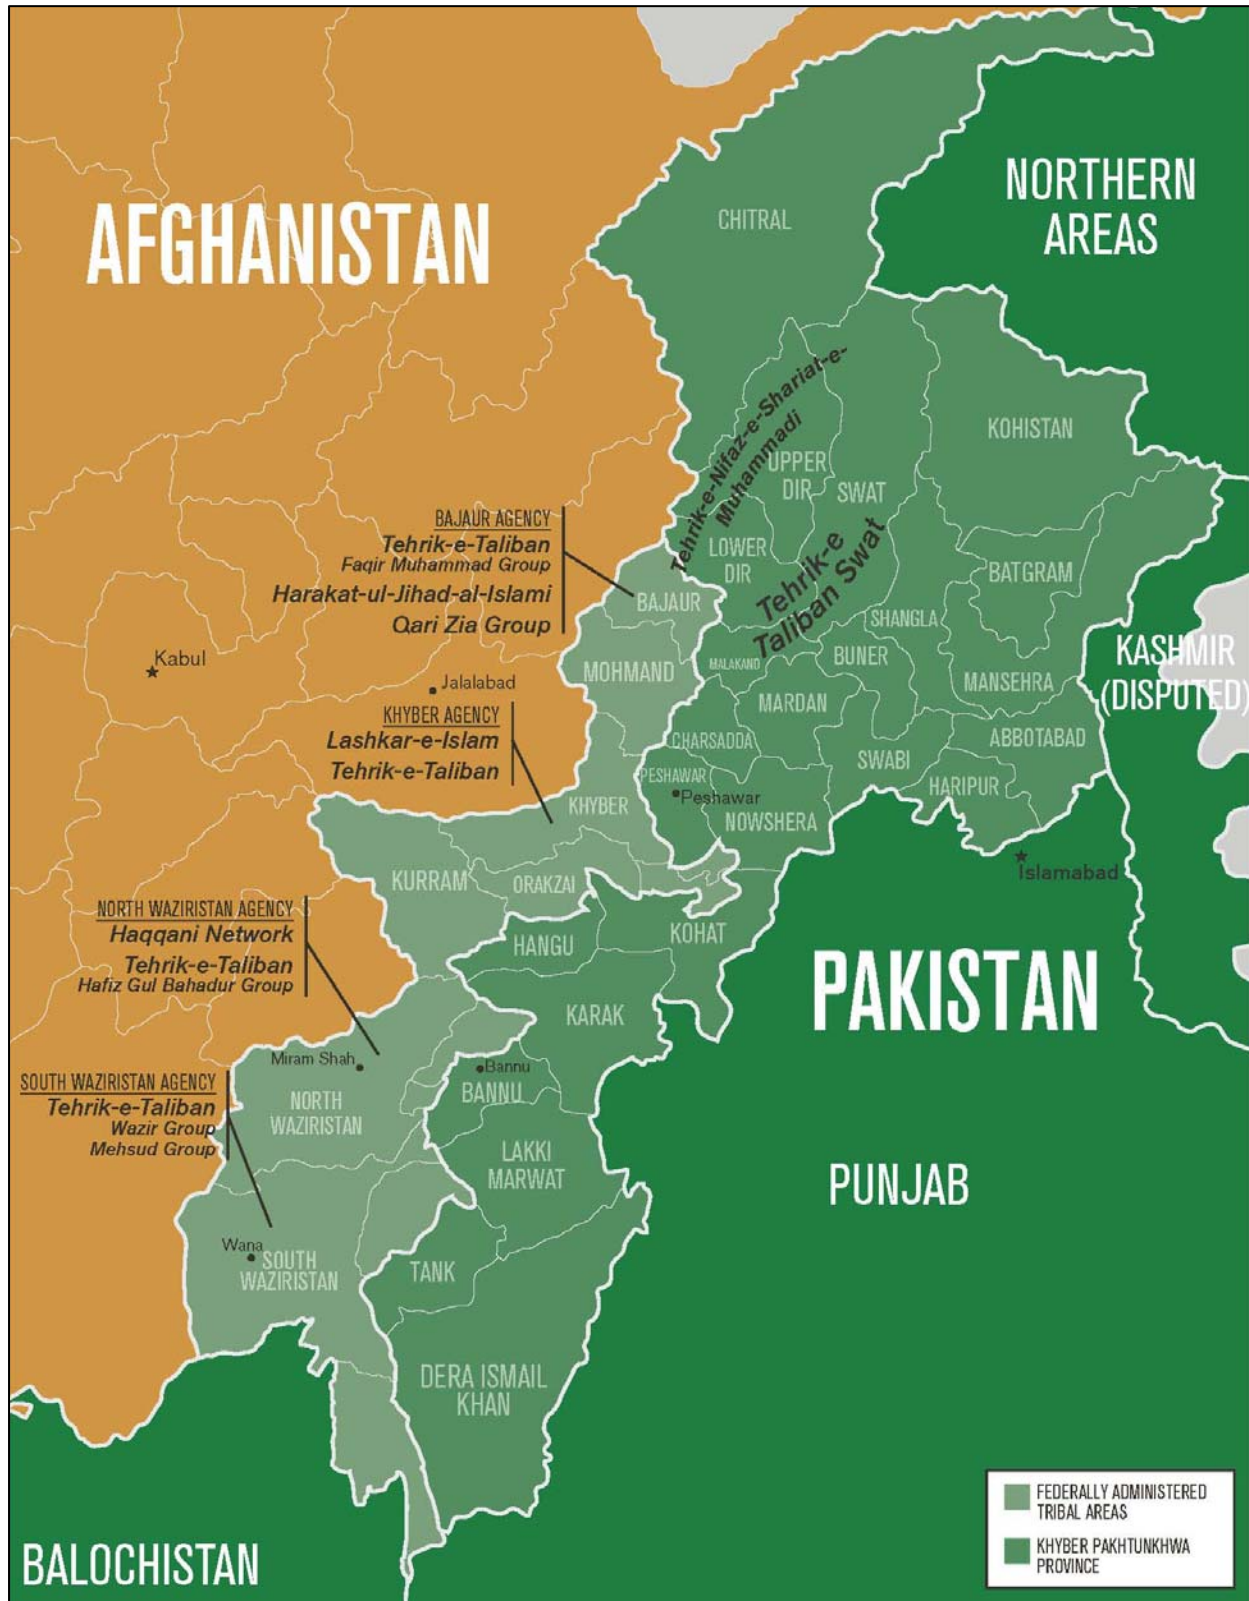 AFGHANISTAN
NORTHERN
AREAS
CHITRAL
KOHISTAN
Tehrik-e-Nifaz-e-Shariat-e-
Muhammadi
UPPER
DIR
SWAT
LOWER
DIR
Tehrik-e
Taliban Swat
BATGRAM
BAJAUR AGENCY
Tehrik-e-Taliban
Faqir Muhammad Group
Harakat-ul-Jihad-al-Islami
Qari Zia Group
BAJAUR
SHANGLA
KASHMIR
(DISPUTED)
Kabul
MOHMAND
MALAKAND
BUNER
MANSEHRA
Jalalabad
MARDAN
KHYBER AGENCY
Lashkar-e-Islam
Tehrik-e-Taliban
CHARSADDA
ABBOTABAD
SWABI
PESHAWAR
Peshawar
HARIPUR
KHYBER
NOWSHERA
Islamabad
KURRAM
ORAKZAI
NORTH WAZIRISTAN AGENCY
Haqqani Network
Tehrik-e-Taliban
Hafiz Gul Bahadur Group
HANGU
KOHAT
PAKISTAN
KARAK
Miram Shah
Bannu
BANNU
SOUTH WAZIRISTAN AGENCY
Tehrik-e-Taliban
Wazir Group
Mehsud Group
NORTH
WAZIRISTAN
LAKKI
MARWAT
PUNJAB
Wana
SOUTH
WAZIRISTAN
TANK
DERA ISMAIL
KHAN
BALOCHISTAN
FEDERALLY ADMINISTERED
TRIBAL AREAS
KHYBER PAKHTUNKHWA
PROVINCE